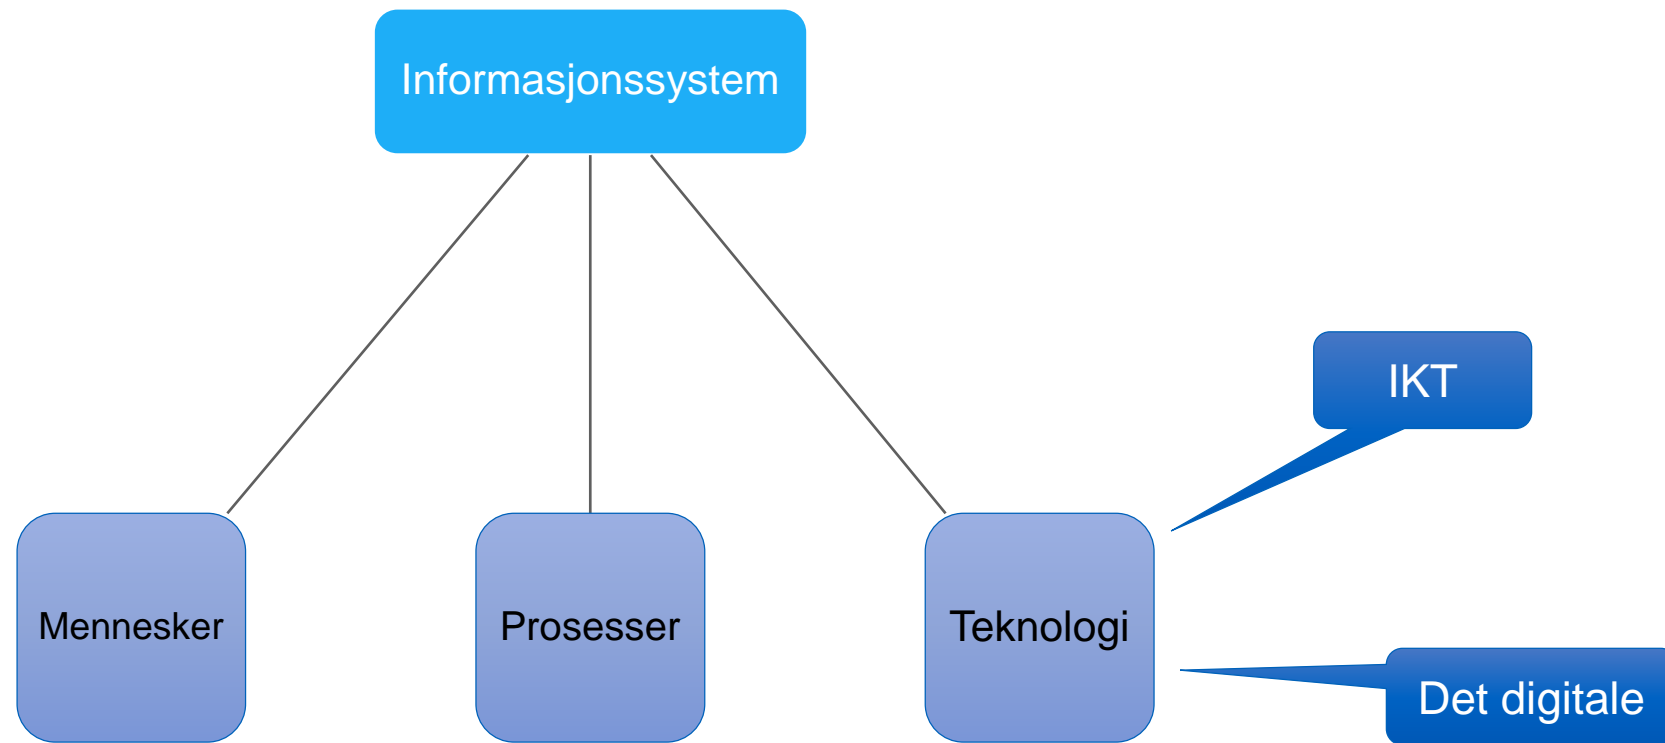 Informasjonssystem
IKT
Mennesker
Prosesser
Teknologi
Det digitale